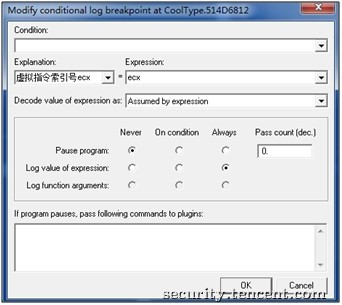 Modify conditional log breakpoint at CoolType.514D6812
Condition:
Explanation: Expression:
虚拟指令索引号ecx = ecx
Decode value of expression as: Assumed by expression
Never On condition Always Pass count (dec.)
Pause program: 0.
Log value of expression:
Log function arguments:
If program pauses, pass following commands to plugins:
OK Cancel
security.tencent.com